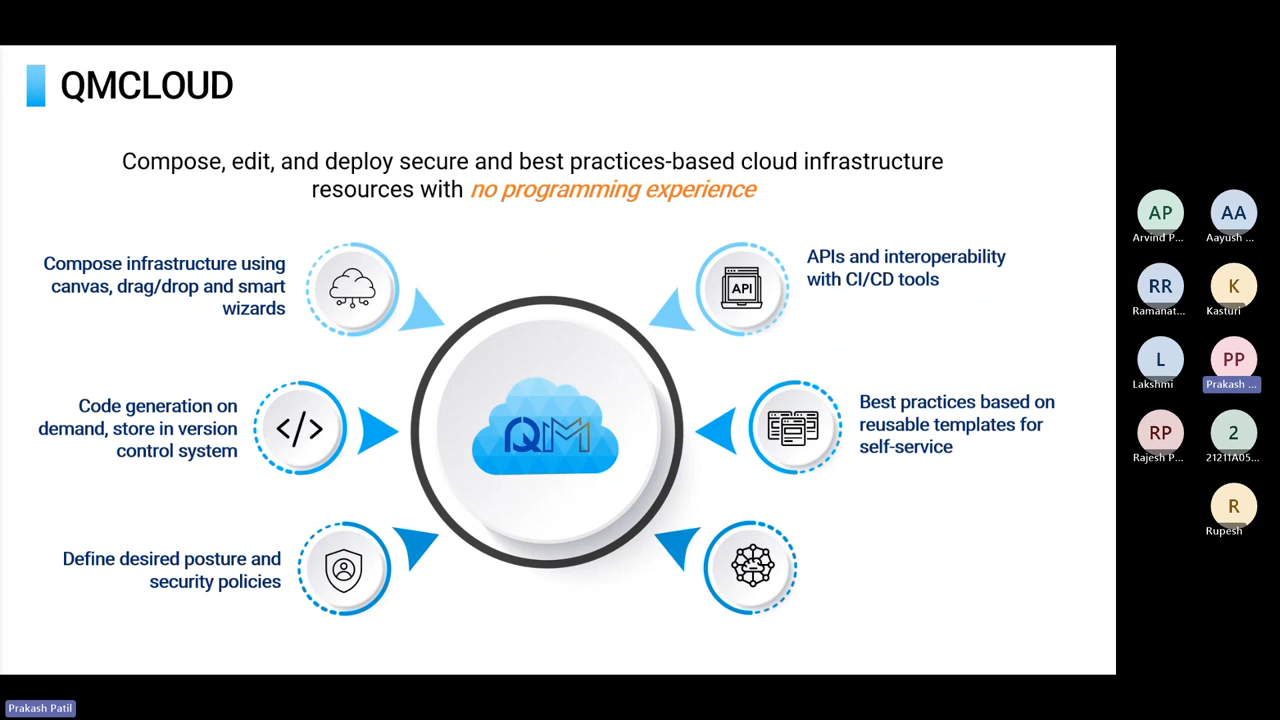 QMCLOUD
Compose, edit, and deploy secure and best practices-based cloud infrastructure
resources with no programming experience
Compose infrastructure using
canvas, drag/drop and smart
wizards
APIs and interoperability
with CI/CD tools
API
Code generation on
demand, store in version
control system
</>
QM
Best practices based on
reusable templates for
self-service
Define desired posture and
security policies
AP
Arvind P...
AA
Aayush ...
RR
Ramanat...
K
Kasturi
L
Lakshmi
PP
Prakash ...
RP
Rajesh P...
2
21211A05...
R
Rupesh
Prakash Patil